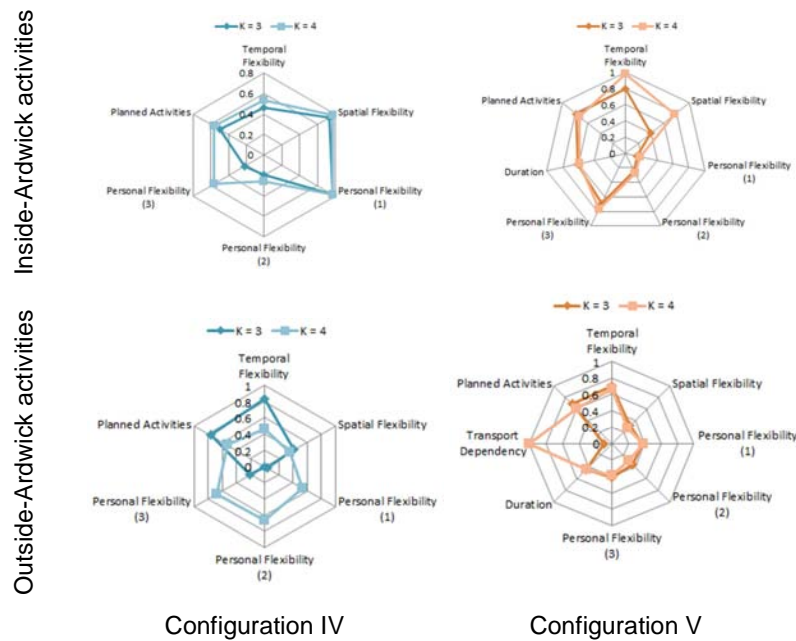 Inside-Ardwick activities
K = 3 K = 4
Temporal
Flexibility
0.8
0.6
0.4
0.2
0
Spatial Flexibility
Personal Flexibility
(1)
Personal Flexibility
(2)
Personal Flexibility
(3)
Planned Activities
K = 3 K = 4
Temporal
Flexibility
1
0.8
0.6
0.4
0.2
0
Spatial Flexibility
Personal Flexibility
(1)
Personal Flexibility
(2)
Personal Flexibility
(3)
Duration
Planned Activities
Outside-Ardwick activities
K = 3 K = 4
Temporal
Flexibility
1
0.8
0.6
0.4
0.2
0
Spatial Flexibility
Personal Flexibility
(1)
Personal Flexibility
(2)
Personal Flexibility
(3)
Planned Activities
K = 3 K = 4
Temporal
Flexibility
1
0.8
0.6
0.4
0.2
0
Spatial Flexibility
Personal Flexibility
(1)
Personal Flexibility
(2)
Personal Flexibility
(3)
Duration
Transport
Dependency
Planned Activities
Configuration IV
Configuration V